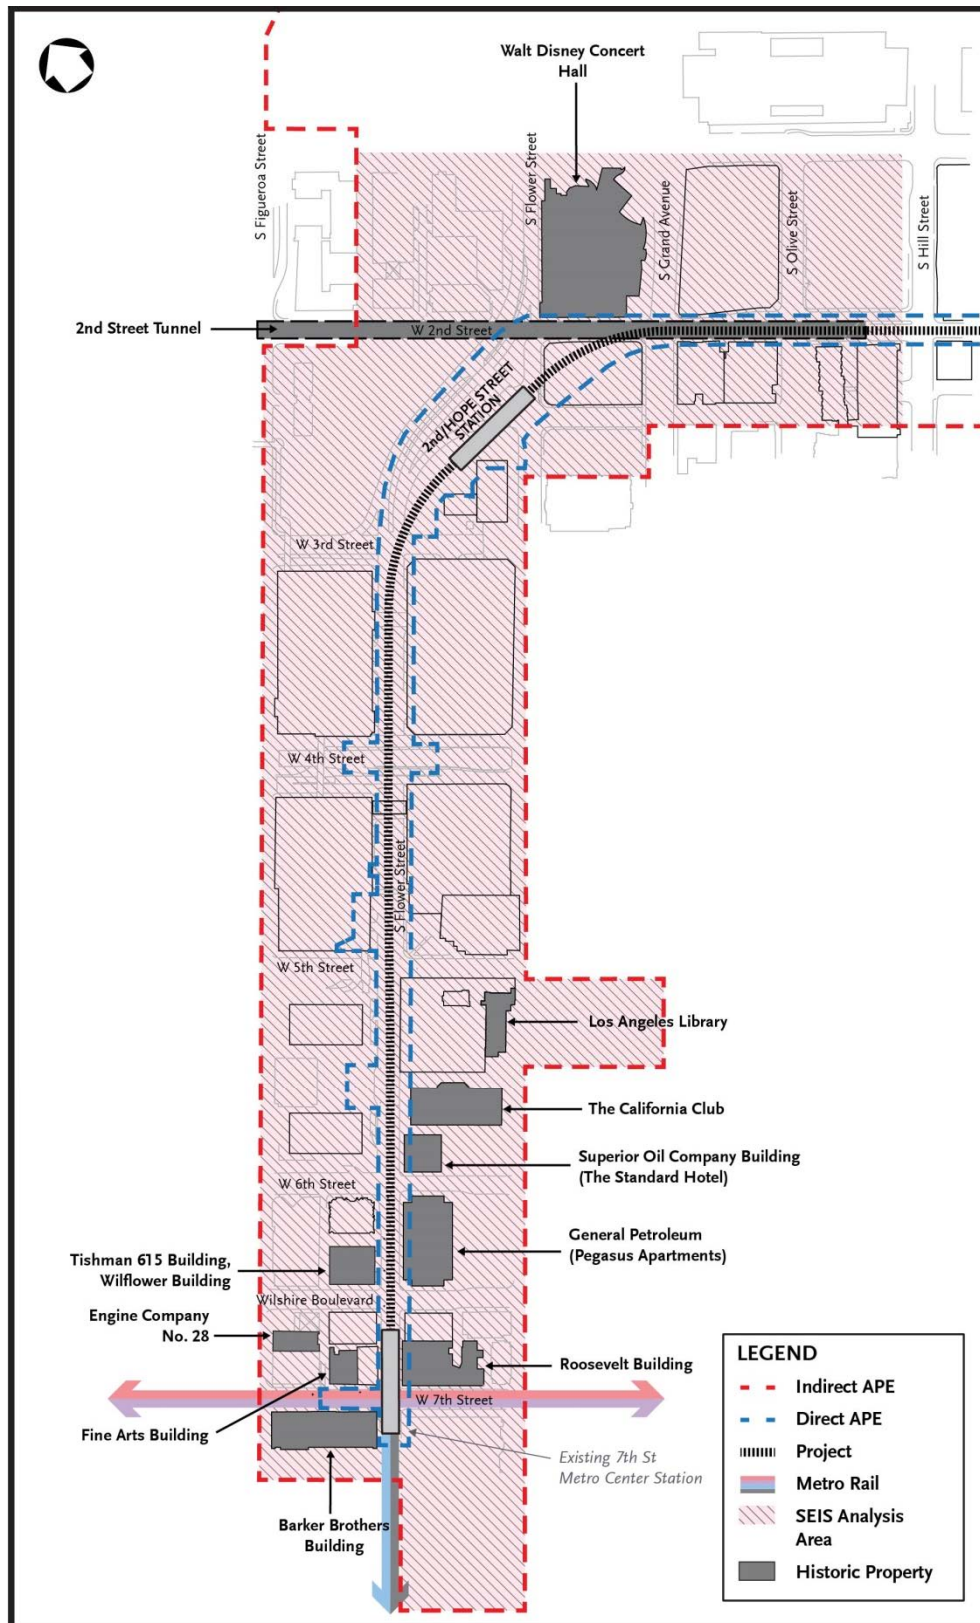 Walt Disney Concert
Hall
S Figueroa Street
S Flower Street
S Grand Avenue
S Olive Street
S Hill Street
2nd Street Tunnel
W 2nd Street
2nd/HOPE STREET
STATION
W 3rd Street
W 4th Street
S Flower Street
W 5th Street
Los Angeles Library
The California Club
Superior Oil Company Building
(The Standard Hotel)
W 6th Street
General Petroleum
(Pegasus Apartments)
Tishman 615 Building,
Wilflower Building
Wilshire Boulevard
Engine Company
No. 28
Roosevelt Building
W 7th Street
Fine Arts Building
Existing 7th St
Metro Center Station
Barker Brothers
Building
LEGEND
Indirect APE
Direct APE
Project
Metro Rail
SEIS Analysis
Area
Historic Property